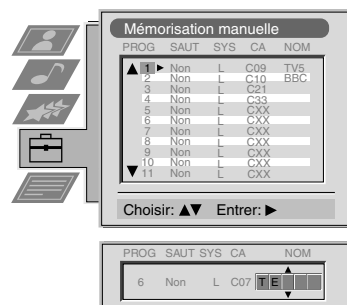 Mémorisation manuelle
PROG SAUT SYS CA NOM
1 Non L C09 TV5
2 Non L C10 BBC
3 Non L C21
4 Non L C33
5 Non L CXX
6 Non L CXX
7 Non L CXX
8 Non L CXX
9 Non L CXX
10 Non L CXX
11 Non L CXX
Choisir: ▲▼ Entrer: ►
PROG SAUT SYS CA NOM
6 Non L C07 T E